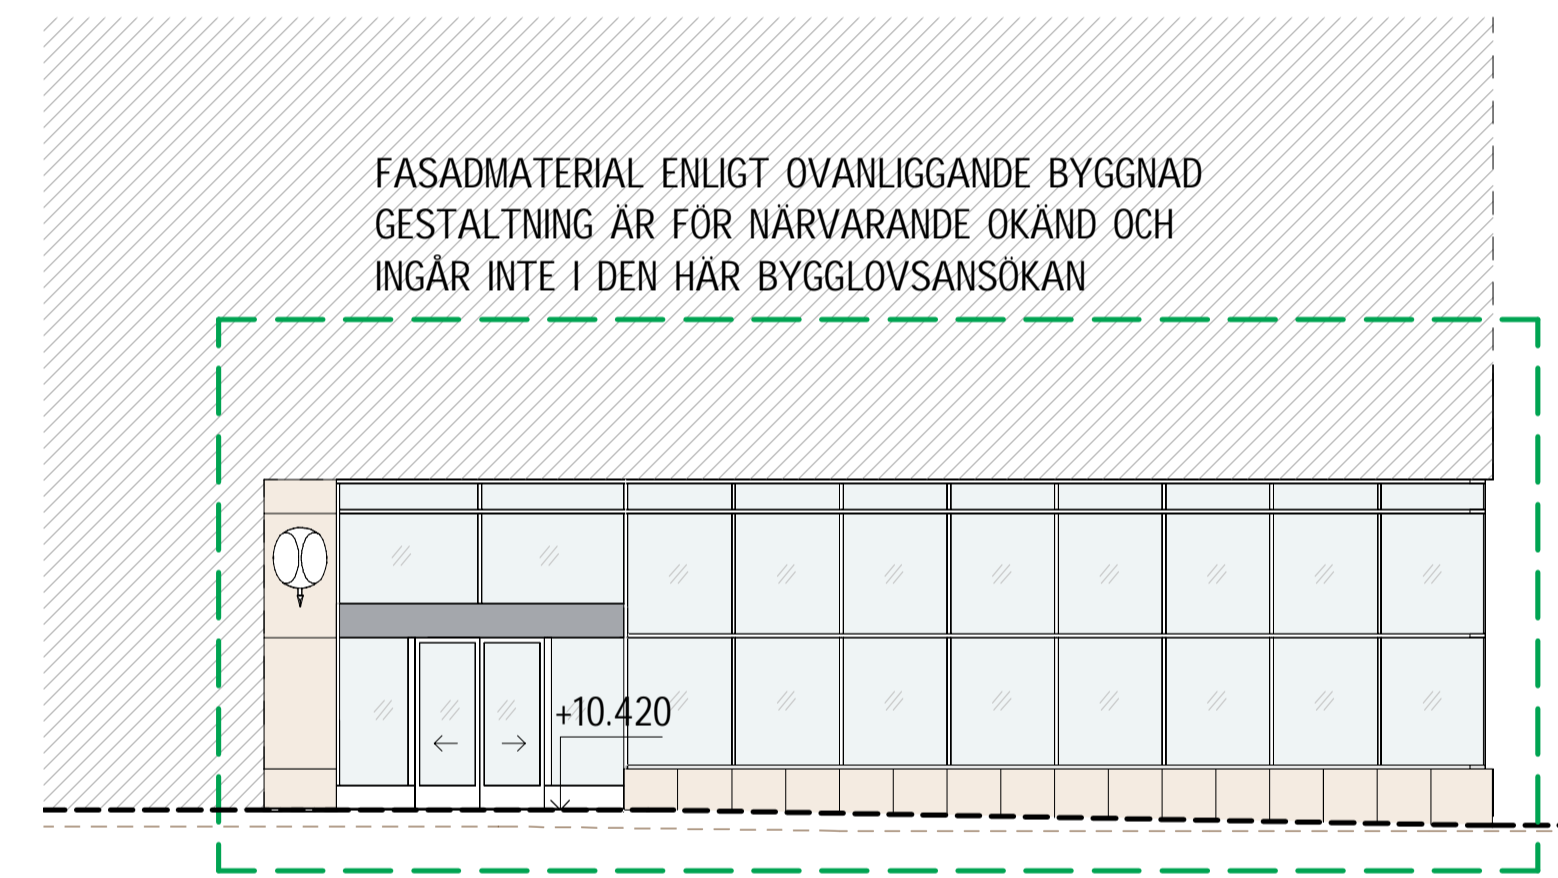 FASADMATERIAL ENLIGT OVANLIGGANDE BYGGNAD
GESTALTNING ÄR FÖR NÄRVARANDE OKÄND OCH
INGÅR INTE I DEN HÄR BYGGLOVSANSÖKAN
+10.420